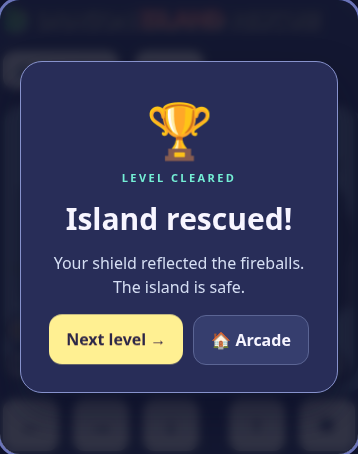 LEVEL CLEARED
Island rescued!
Your shield reflected the fireballs.
The island is safe.
Next level →
Arcade